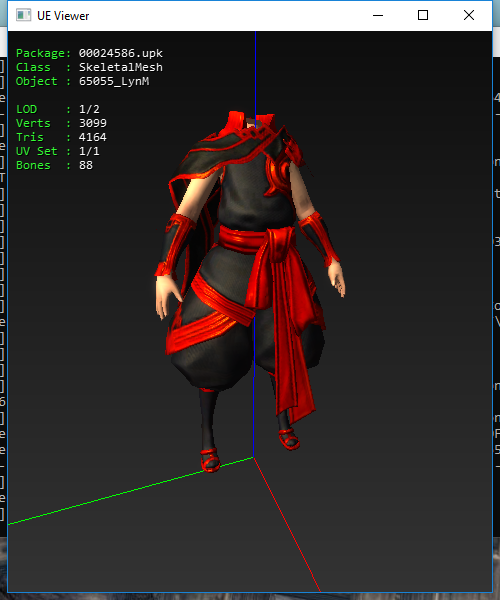 UE Viewer
Package: 00024586.upk
Class : SkeletalMesh
Object : 65055_LynM
LOD : 1/2
Verts : 3099
Tris : 4164
UV Set : 1/1
Bones : 88